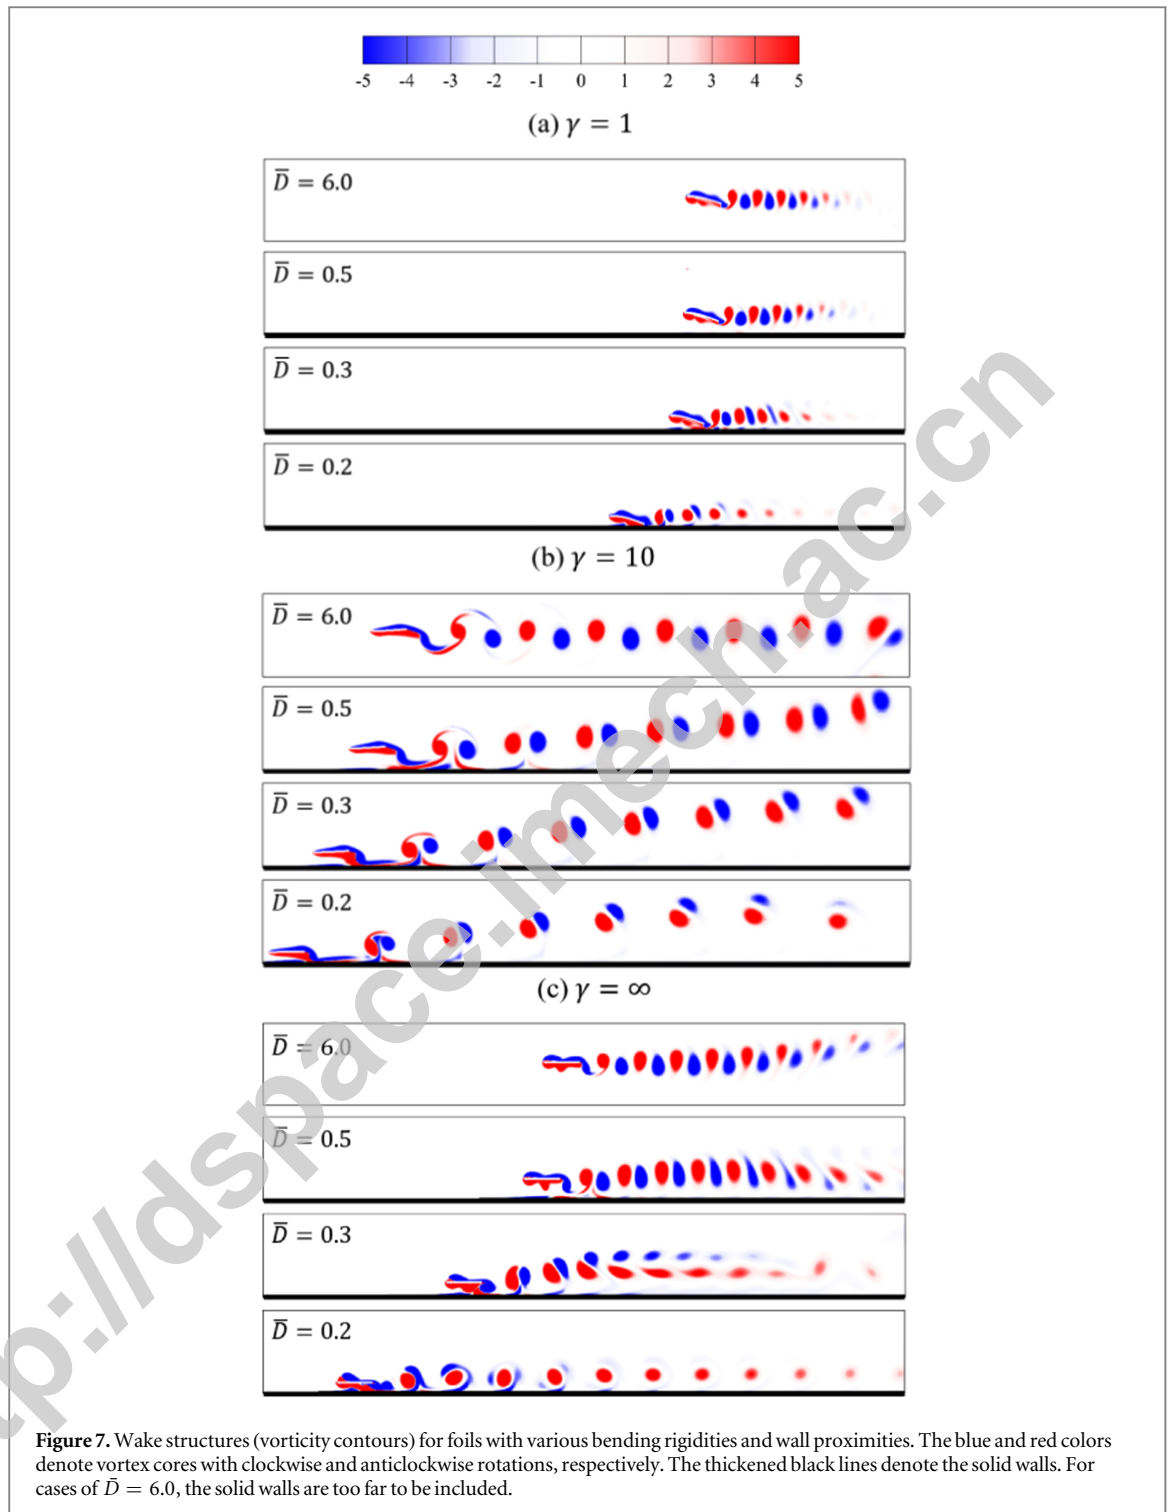 -5 -4 -3 -2 -1 0 1 2 3 4 5
(a) γ = 1
D̄ = 6.0
D̄ = 0.5
D̄ = 0.3
D̄ = 0.2
(b) γ = 10
D̄ = 6.0
D̄ = 0.5
D̄ = 0.3
D̄ = 0.2
(c) γ = ∞
D̄ = 6.0
D̄ = 0.5
D̄ = 0.3
D̄ = 0.2
tp://dspace.imech.ac.cn
Figure 7. Wake structures (vorticity contours) for foils with various bending rigidities and wall proximities. The blue and red colors
denote vortex cores with clockwise and anticlockwise rotations, respectively. The thickened black lines denote the solid walls. For
cases of D̄ = 6.0, the solid walls are too far to be included.